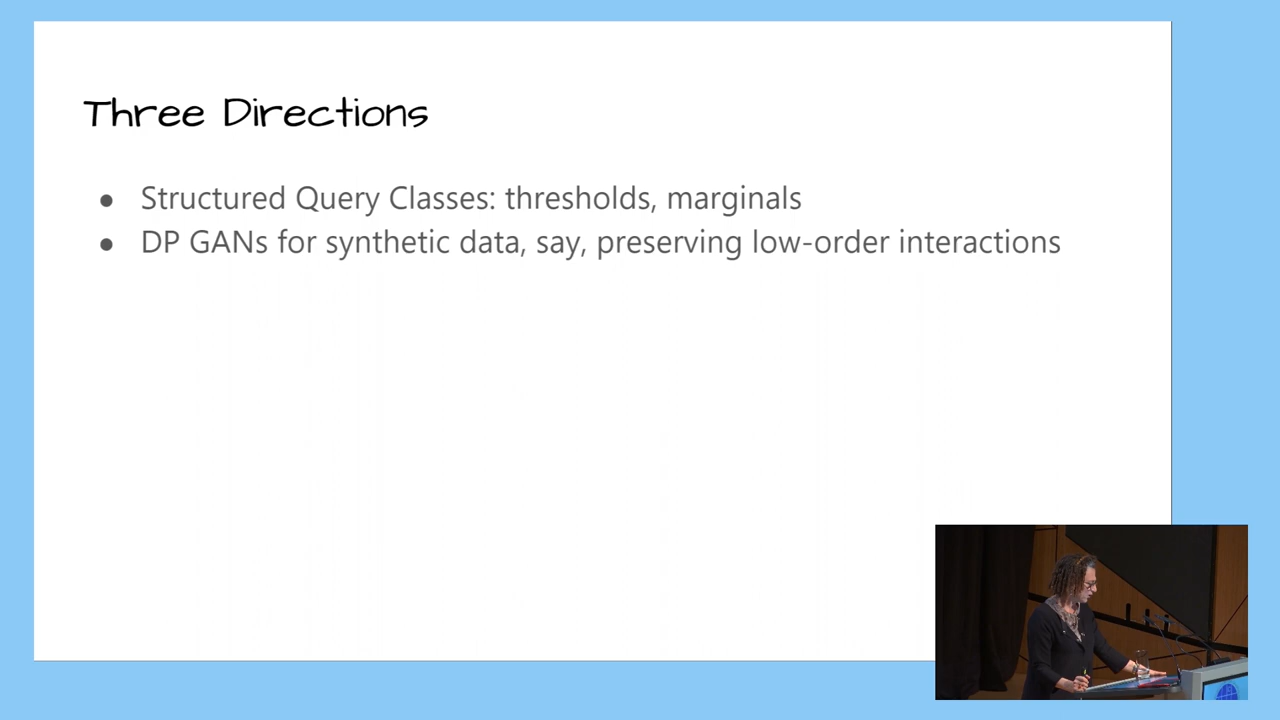 Three Directions
● Structured Query Classes: thresholds, marginals
● DP GANs for synthetic data, say, preserving low-order interactions